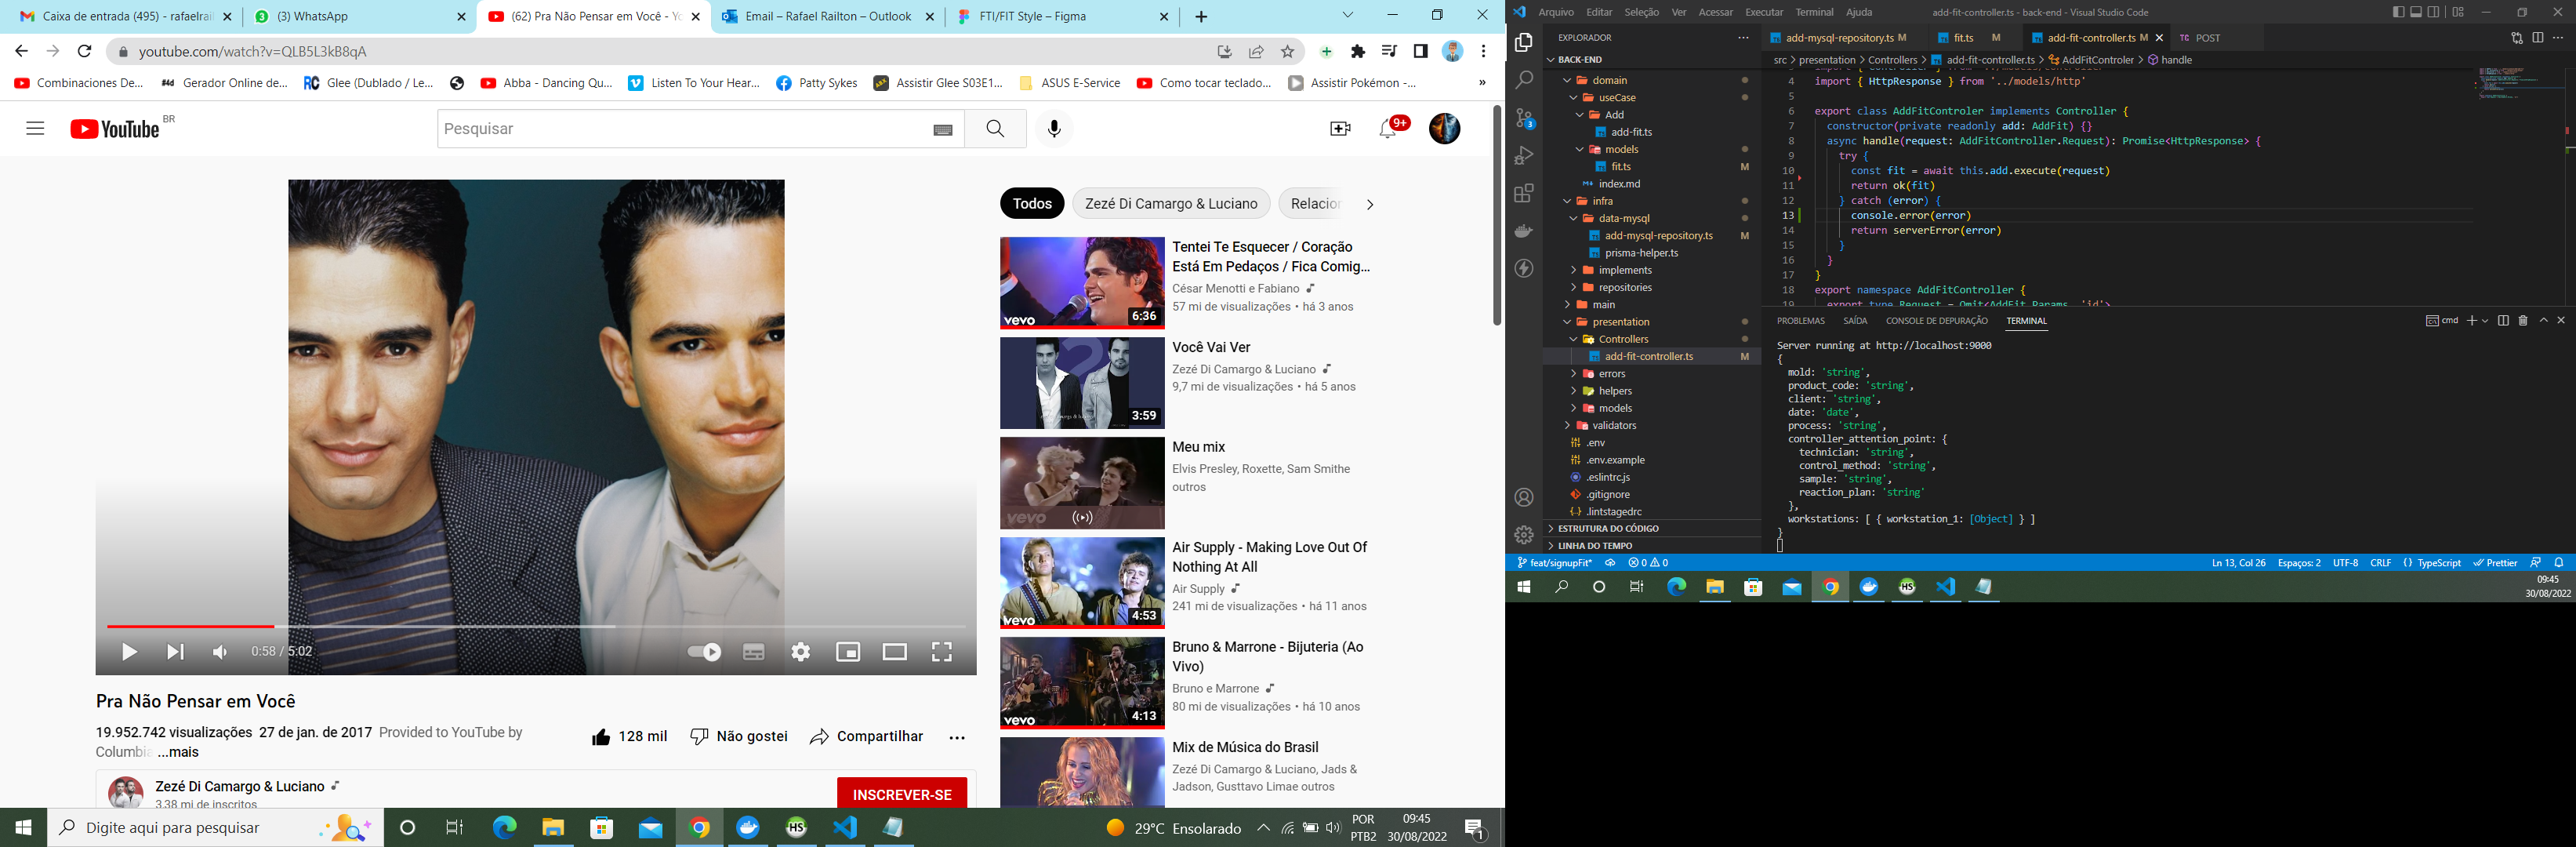 Caixa de entrada (495) - rafaelrail
(3) WhatsApp
(62) Pra Não Pensar em Você - Yo
Email – Rafael Railton – Outlook
FTI/FIT Style – Figma
youtube.com/watch?v=QLB5L3kB8qA
Combinaciones De...
Gerador Online de...
Glee (Dublado / Le...
Abba - Dancing Qu...
Listen To Your Hear...
Patty Sykes
Assistir Glee S03E1...
ASUS E-Service
Como tocar teclado...
Assistir Pokémon -...
»
YouTube BR
Pesquisar
9+
Todos
Zezé Di Camargo & Luciano
Relacion
Tentei Te Esquecer / Coração
Está Em Pedaços / Fica Comig...
César Menotti e Fabiano
57 mi de visualizações • há 3 anos
vevo
6:36
Você Vai Ver
Zezé Di Camargo & Luciano
9,7 mi de visualizações • há 5 anos
3:59
Meu mix
Elvis Presley, Roxette, Sam Smithe
outros
vevo
Air Supply - Making Love Out Of
Nothing At All
Air Supply
241 mi de visualizações • há 11 anos
vevo
4:53
Bruno & Marrone - Bijuteria (Ao
Vivo)
Bruno e Marrone
80 mi de visualizações • há 10 anos
vevo
4:13
Mix de Música do Brasil
Zezé Di Camargo & Luciano, Jads &
Jadson, Gusttavo Limae outros
0:58 / 5:02
Pra Não Pensar em Você
19.952.742 visualizações 27 de jan. de 2017 Provided to YouTube by
Columbia ...mais
128 mil
Não gostei
Compartilhar
Zezé Di Camargo & Luciano
3,38 mi de inscritos
INSCREVER-SE
Digite aqui para pesquisar
29°C Ensolarado
POR
PTB2
09:45
30/08/2022
1
Arquivo Editar Seleção Ver Acessar Executar Terminal Ajuda
add-fit-controller.ts - back-end - Visual Studio Code
EXPLORADOR
BACK-END
domain
useCase
Add
add-fit.ts
models
fit.ts M
index.md
infra
data-mysql
add-mysql-repository.ts M
prisma-helper.ts
implements
repositories
main
presentation
Controllers
add-fit-controller.ts M
errors
helpers
models
validators
.env
.env.example
.eslintrc.js
.gitignore
.lintstagedrc
ESTRUTURA DO CÓDIGO
LINHA DO TEMPO
3
add-mysql-repository.ts M
fit.ts M
add-fit-controller.ts M
TC POST
src > presentation > Controllers > add-fit-controller.ts > AddFitControler > handle
4 import { HttpResponse } from '../models/http'
5
6 export class AddFitControler implements Controller {
7 constructor(private readonly add: AddFit) {}
8 async handle(request: AddFitController.Request): Promise<HttpResponse> {
9 try {
10 const fit = await this.add.execute(request)
11 return ok(fit)
12 } catch (error) {
13 console.error(error)
14 return serverError(error)
15 }
16 }
17 }
18 export namespace AddFitController {
19 export type Request = Omit<AddFit.Params, 'id'>
PROBLEMAS SAÍDA CONSOLE DE DEPURAÇÃO TERMINAL
cmd
Server running at http://localhost:9000
{
mold: 'string',
product_code: 'string',
client: 'string',
date: 'date',
process: 'string',
controller_attention_point: {
technician: 'string',
control_method: 'string',
sample: 'string',
reaction_plan: 'string'
},
workstations: [ { workstation_1: [Object] } ]
}
feat/signupFit*
0 0
Ln 13, Col 26
Espaços: 2
UTF-8
CRLF
{} TypeScript
Prettier
09:45
30/08/2022